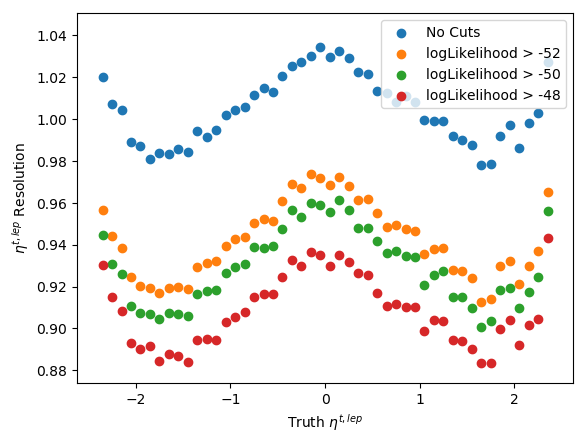 No Cuts
logLikelihood > -52
logLikelihood > -50
logLikelihood > -48
1.04
1.02
1.00
0.98
0.96
0.94
0.92
0.90
0.88
η^{t, lep} Resolution
−2 −1 0 1 2
Truth η^{t, lep}